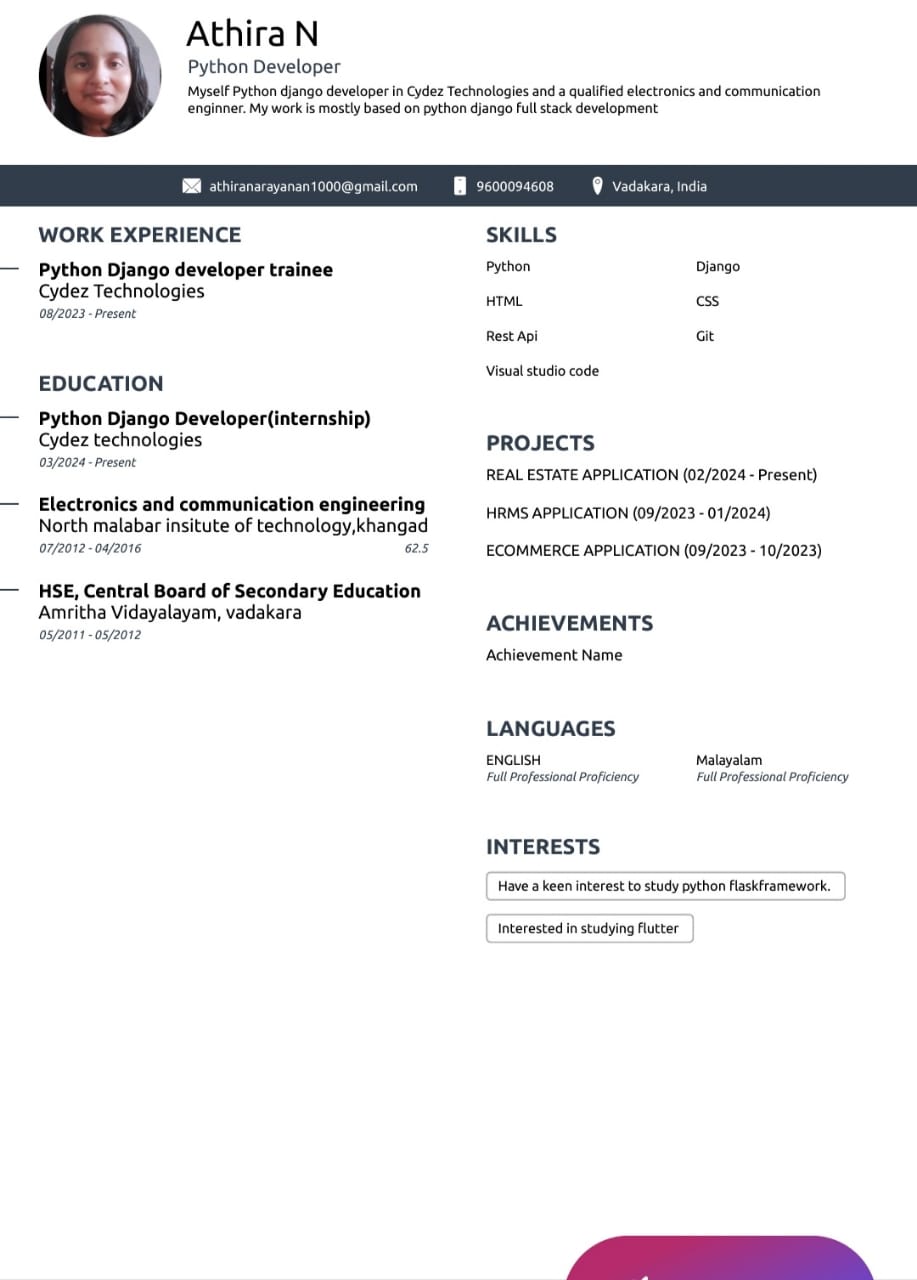 Athira N
Python Developer
Myself Python django developer in Cydez Technologies and a qualified electronics and communication
enginner. My work is mostly based on python django full stack development
athiranarayanan1000@gmail.com 9600094608 Vadakara, India
WORK EXPERIENCE
Python Django developer trainee
Cydez Technologies
08/2023 - Present
EDUCATION
Python Django Developer(internship)
Cydez technologies
03/2024 - Present
Electronics and communication engineering
North malabar insitute of technology,khangad
07/2012 - 04/2016 62.5
HSE, Central Board of Secondary Education
Amritha Vidayalayam, vadakara
05/2011 - 05/2012
SKILLS
Python Django
HTML CSS
Rest Api Git
Visual studio code
PROJECTS
REAL ESTATE APPLICATION (02/2024 - Present)
HRMS APPLICATION (09/2023 - 01/2024)
ECOMMERCE APPLICATION (09/2023 - 10/2023)
ACHIEVEMENTS
Achievement Name
LANGUAGES
ENGLISH Malayalam
Full Professional Proficiency Full Professional Proficiency
INTERESTS
Have a keen interest to study python flaskframework.
Interested in studying flutter